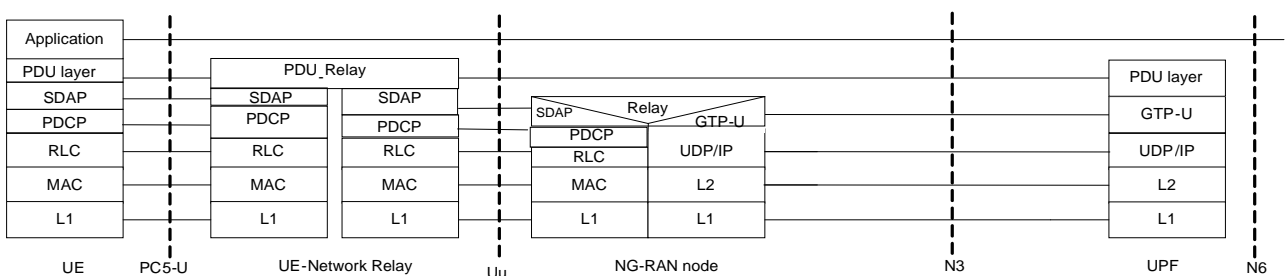 Application
PDU layer PDU_Relay PDU layer
SDAP SDAP SDAP SDAP Relay GTP-U GTP-U
PDCP PDCP PDCP PDCP
RLC RLC RLC RLC UDP/IP UDP/IP
MAC MAC MAC MAC L2 L2
L1 L1 L1 L1 L1 L1
UE PC5-U UE-Network Relay Uu NG-RAN node N3 UPF N6